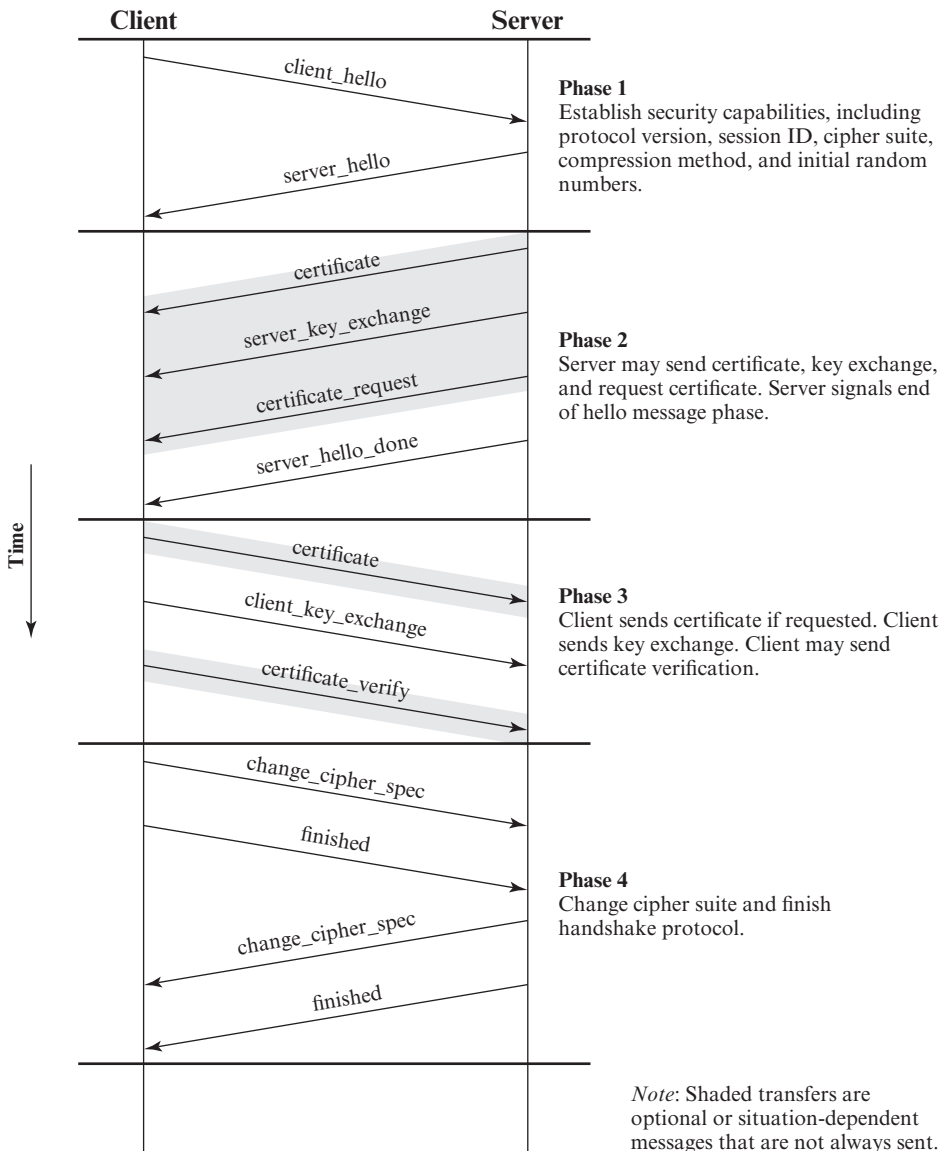 Client
Server
client_hello
server_hello
Phase 1
Establish security capabilities, including
protocol version, session ID, cipher suite,
compression method, and initial random
numbers.
certificate
server_key_exchange
certificate_request
server_hello_done
Phase 2
Server may send certificate, key exchange,
and request certificate. Server signals end
of hello message phase.
Time
certificate
client_key_exchange
certificate_verify
Phase 3
Client sends certificate if requested. Client
sends key exchange. Client may send
certificate verification.
change_cipher_spec
finished
change_cipher_spec
finished
Phase 4
Change cipher suite and finish
handshake protocol.
Note: Shaded transfers are
optional or situation-dependent
messages that are not always sent.